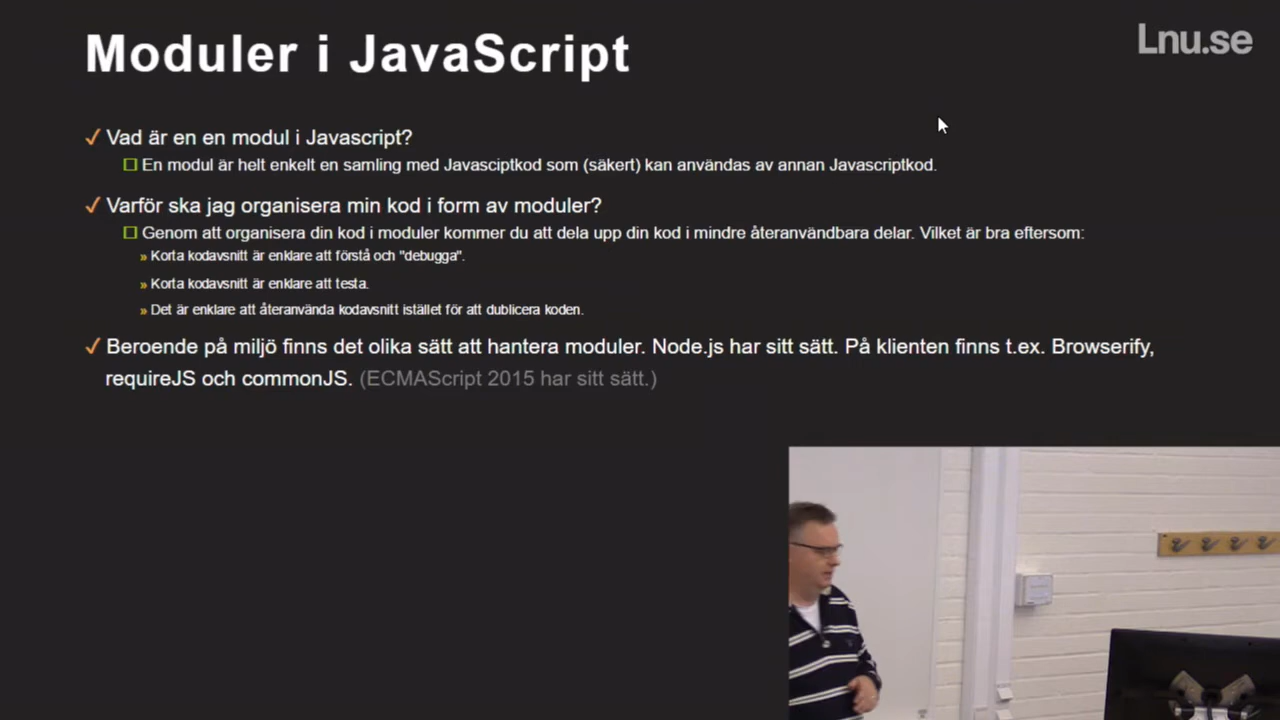 Moduler i JavaScript
Lnu.se
Vad är en en modul i Javascript?
En modul är helt enkelt en samling med Javasciptkod som (säkert) kan användas av annan Javascriptkod.
Varför ska jag organisera min kod i form av moduler?
Genom att organisera din kod i moduler kommer du att dela upp din kod i mindre återanvändbara delar. Vilket är bra eftersom:
» Korta kodavsnitt är enklare att förstå och "debugga".
» Korta kodavsnitt är enklare att testa.
» Det är enklare att återanvända kodavsnitt istället för att dublicera koden.
Beroende på miljö finns det olika sätt att hantera moduler. Node.js har sitt sätt. På klienten finns t.ex. Browserify,
requireJS och commonJS. (ECMAScript 2015 har sitt sätt.)